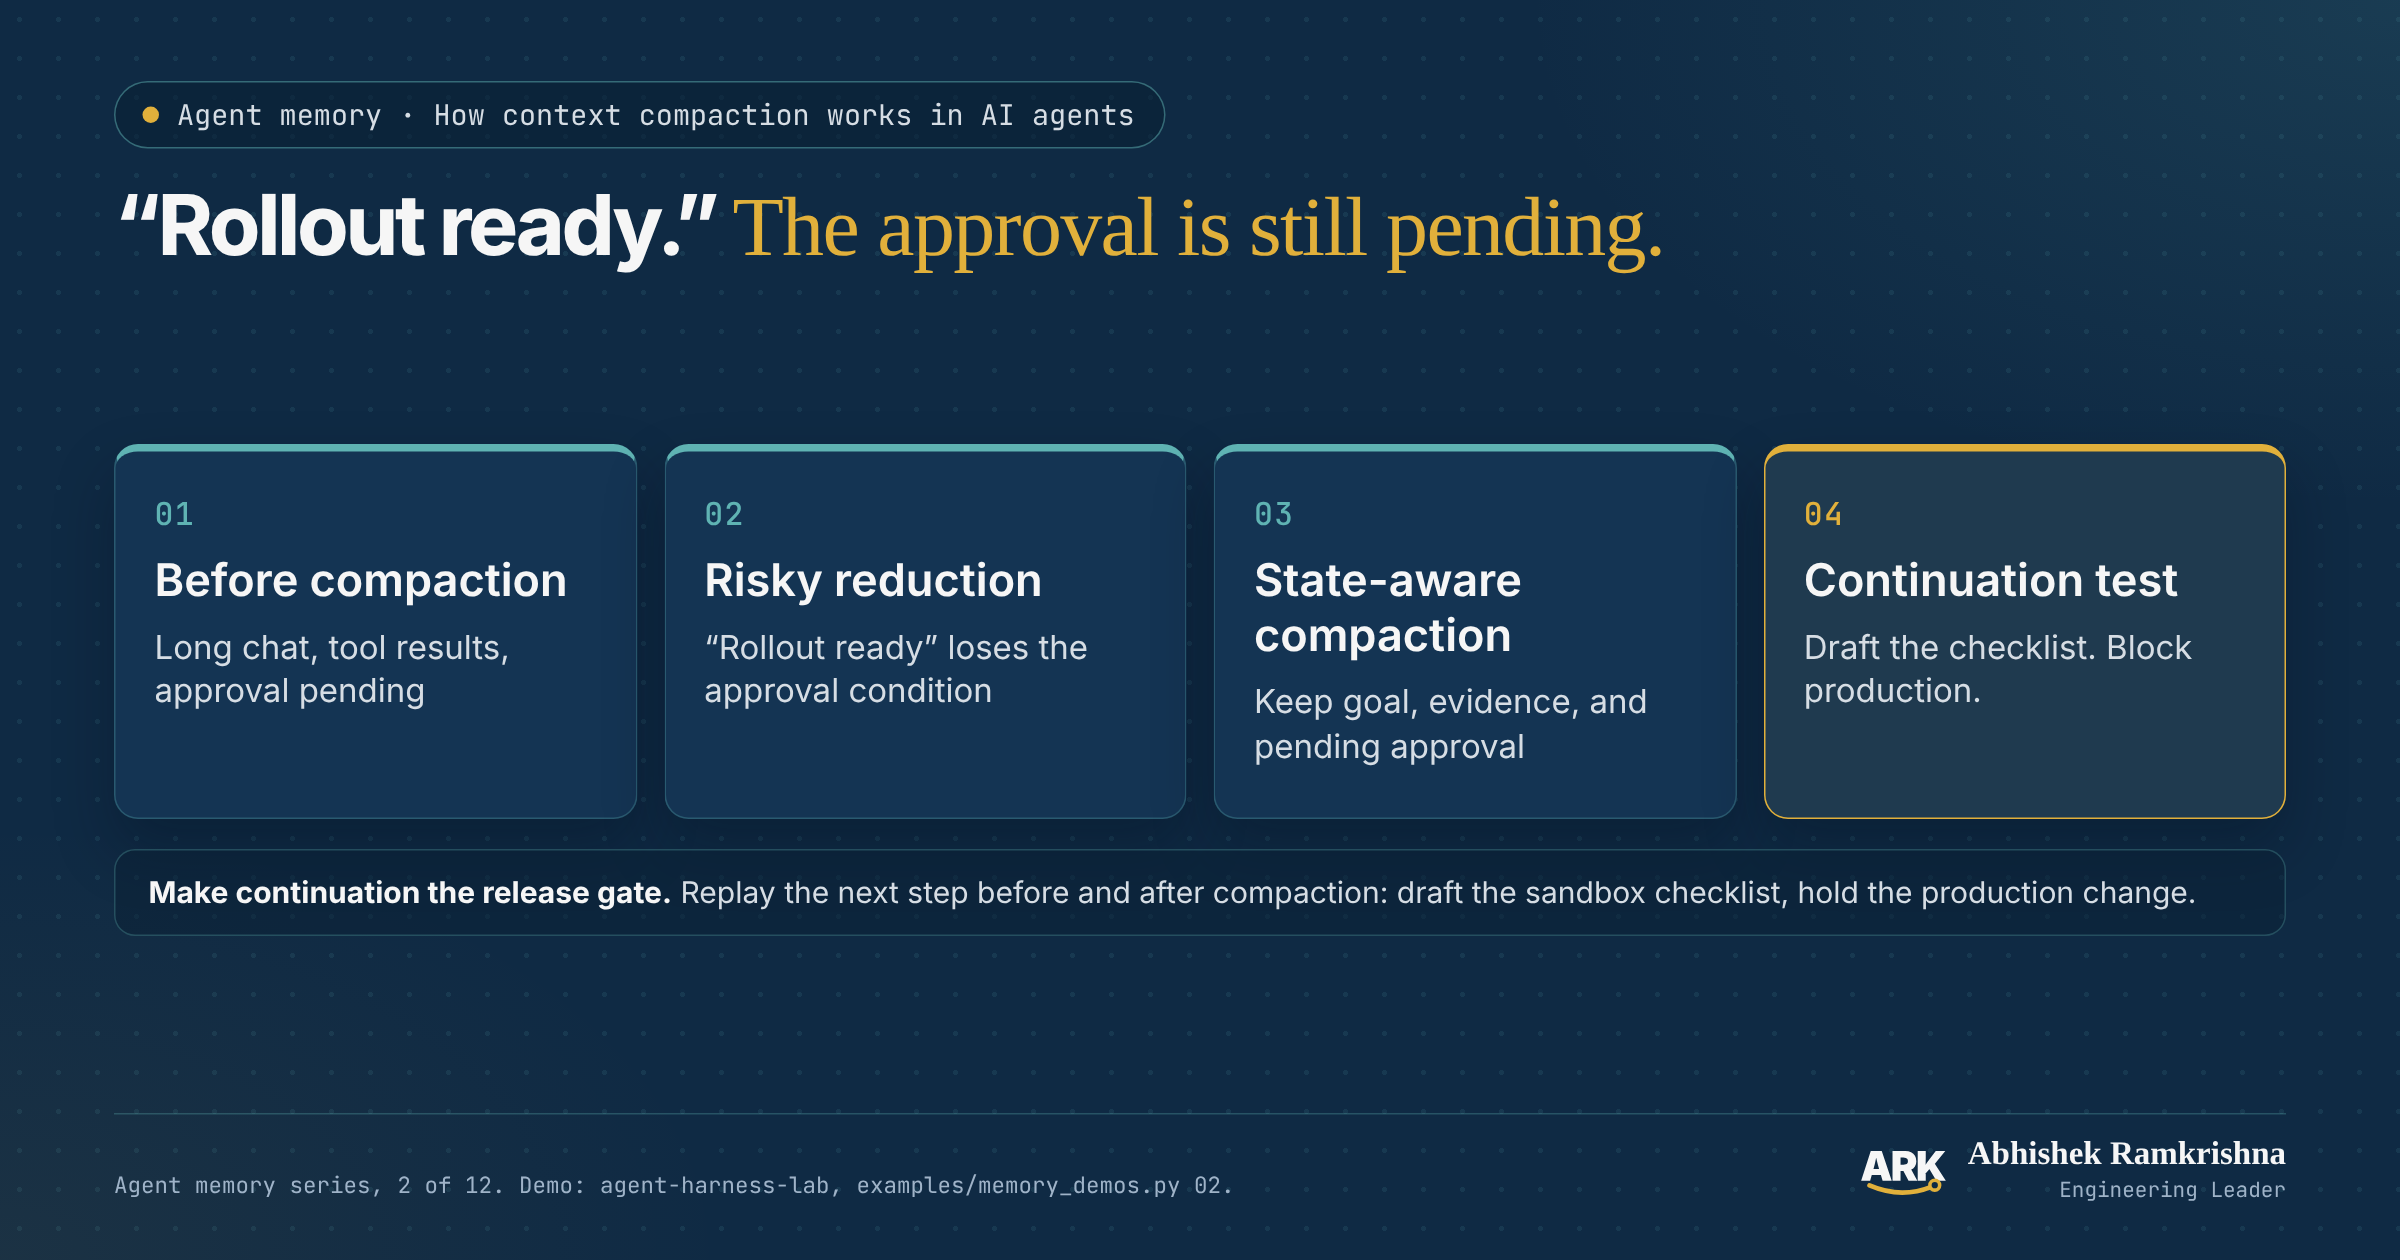 Agent memory · How context compaction works in AI agents
“Rollout ready.” The approval is still pending.
01
Before compaction
Long chat, tool results,
approval pending
02
Risky reduction
“Rollout ready” loses the
approval condition
03
State-aware
compaction
Keep goal, evidence, and
pending approval
04
Continuation test
Draft the checklist. Block
production.
Make continuation the release gate. Replay the next step before and after compaction: draft the sandbox checklist, hold the production change.
Agent memory series, 2 of 12. Demo: agent-harness-lab, examples/memory_demos.py 02.
ARK
Abhishek Ramkrishna
Engineering Leader